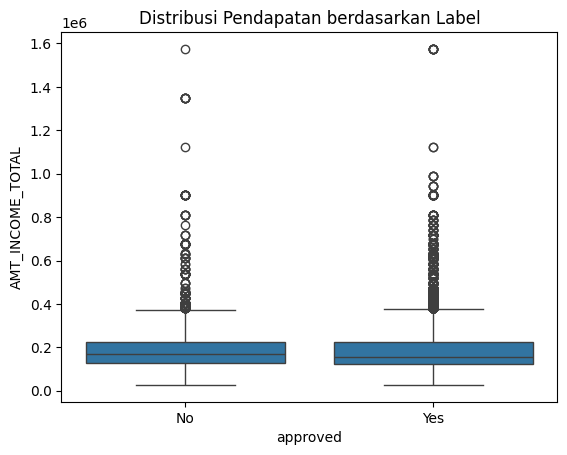 Distribusi Pendapatan berdasarkan Label
1e6
1.6
1.4
1.2
1.0
0.8
0.6
0.4
0.2
0.0
AMT_INCOME_TOTAL
No Yes
approved